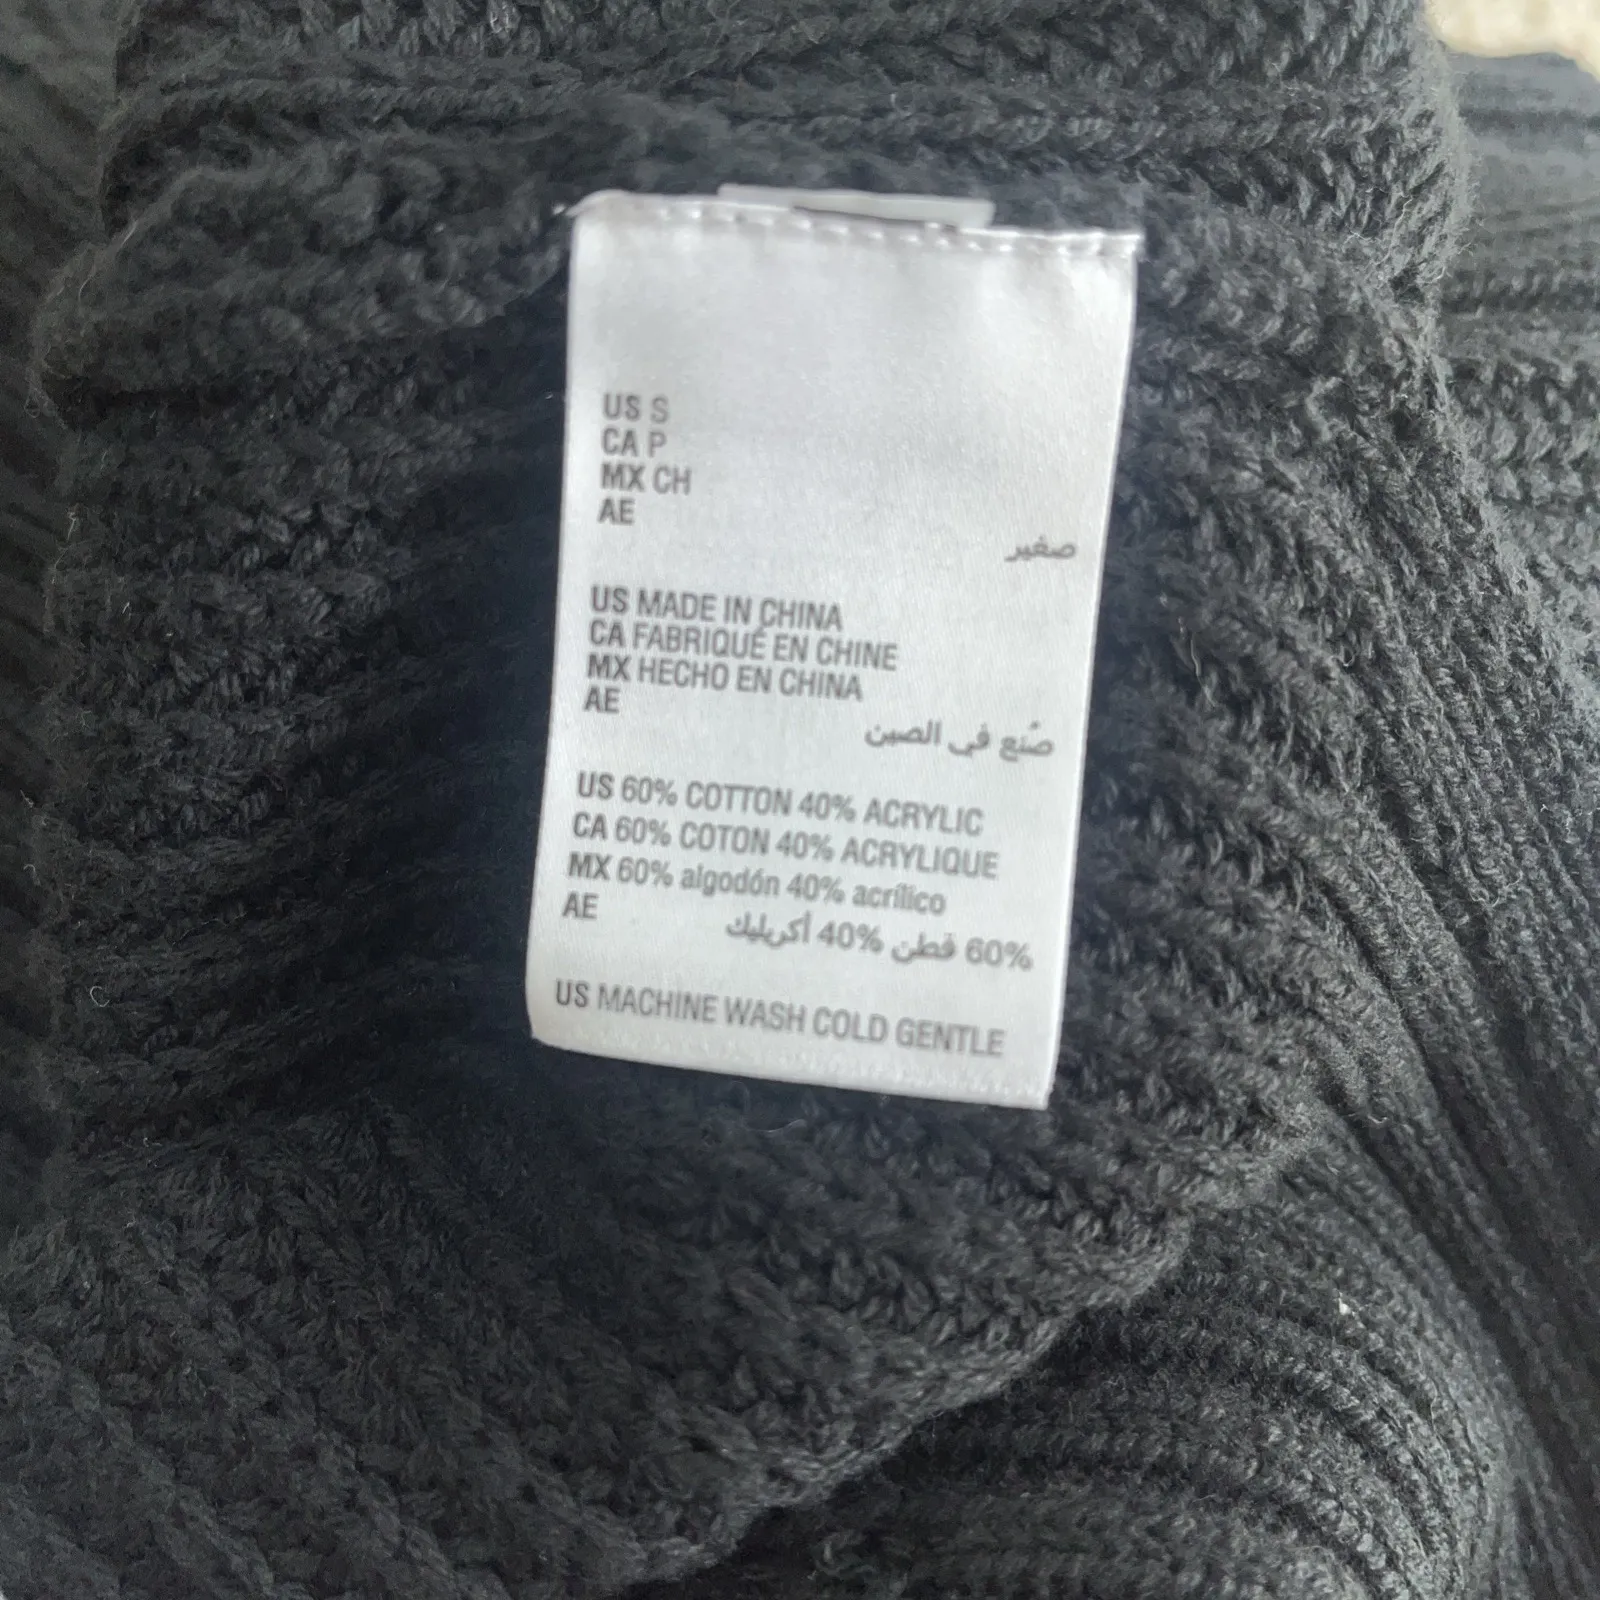 US S
CA P
MX CH
AE
صغير
US MADE IN CHINA
CA FABRIQUÉ EN CHINE
MX HECHO EN CHINA
AE
صُنع في الصين
US 60% COTTON 40% ACRYLIC
CA 60% COTON 40% ACRYLIQUE
MX 60% algodón 40% acrílico
AE
60% قطن 40% أكريليك
US MACHINE WASH COLD GENTLE